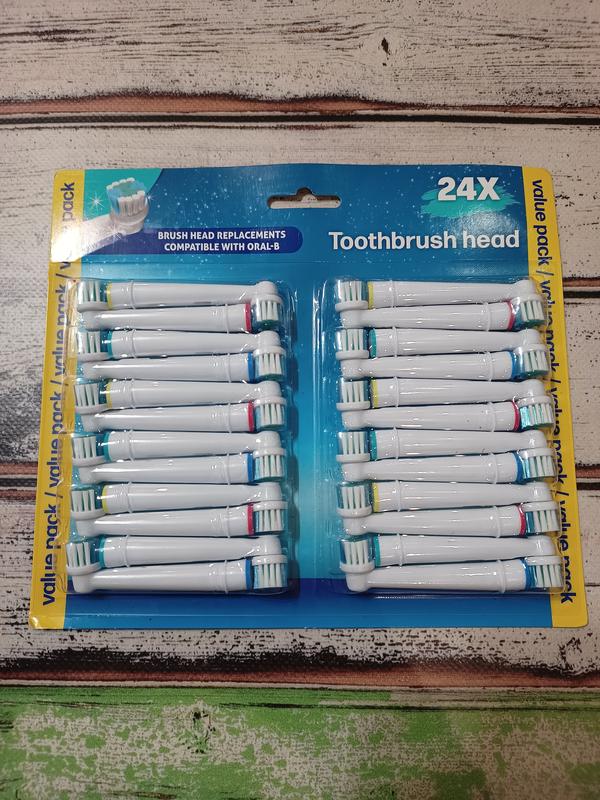 24X
BRUSH HEAD REPLACEMENTS
COMPATIBLE WITH ORAL-B
Toothbrush head
value pack / value pack / value pack
value pack / value pack / value pack